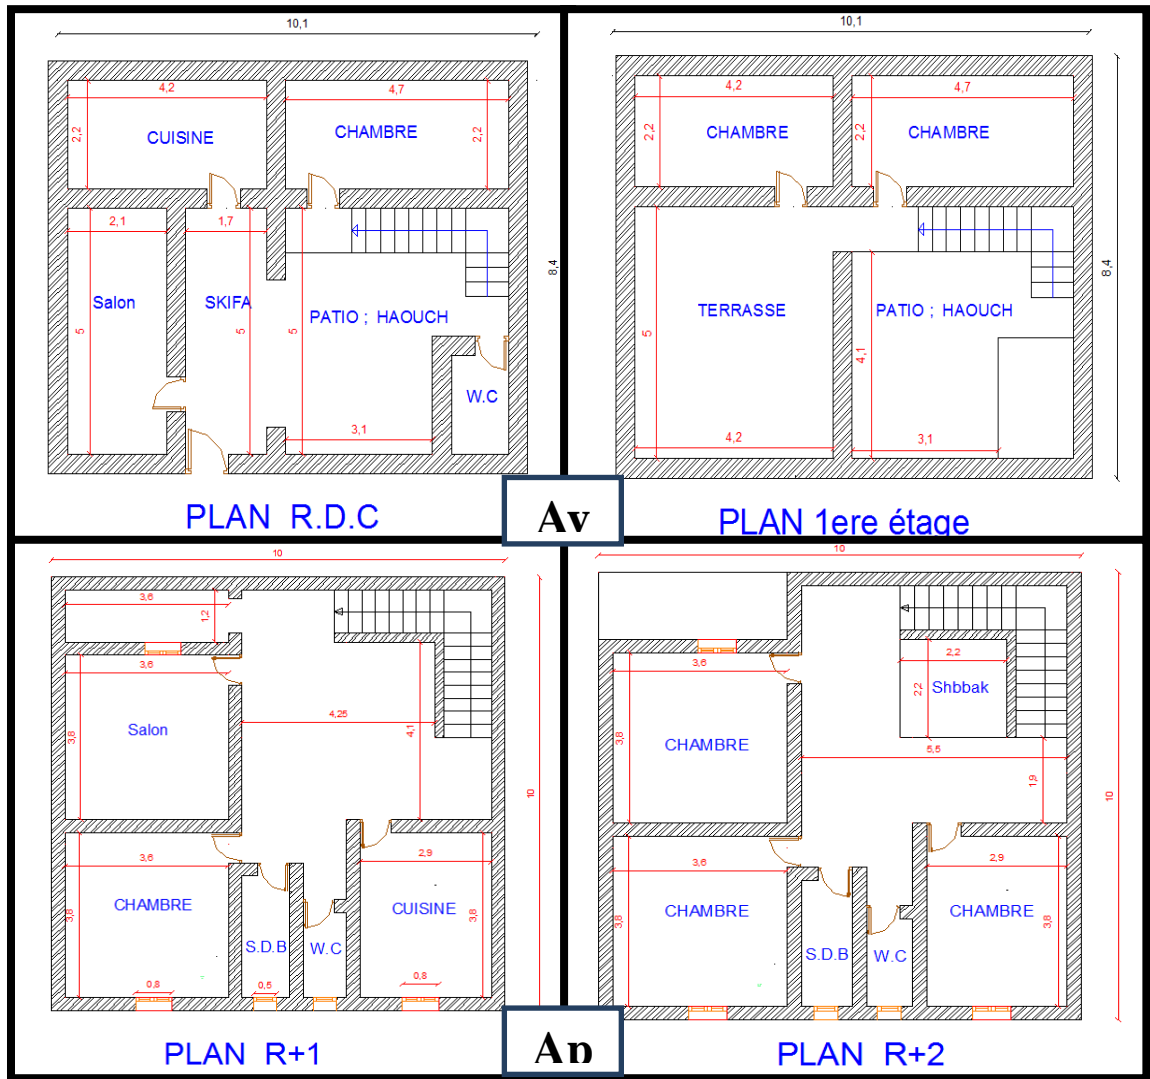 10,1
4,2
4,7
2,2
CUISINE
CHAMBRE
2,2
2,1
1,7
8,4
Salon
SKIFA
PATIO ; HAOUCH
5
5
5
W.C
3,1
PLAN R.D.C
10,1
4,2
4,7
2,2
CHAMBRE
2,2
CHAMBRE
8,4
TERRASSE
PATIO ; HAOUCH
5
4,1
4,2
3,1
PLAN 1ere étage
Av
10
3,6
1,2
3,6
4,25
Salon
4,1
3,8
10
3,6
2,9
CHAMBRE
CUISINE
3,8
3,8
S.D.B
W.C
0,8
0,5
0,8
PLAN R+1
10
3,6
2,2
2,2
Shbbak
CHAMBRE
3,8
5,5
1,9
10
3,6
2,9
CHAMBRE
CHAMBRE
3,8
3,8
S.D.B
W.C
PLAN R+2
Ap